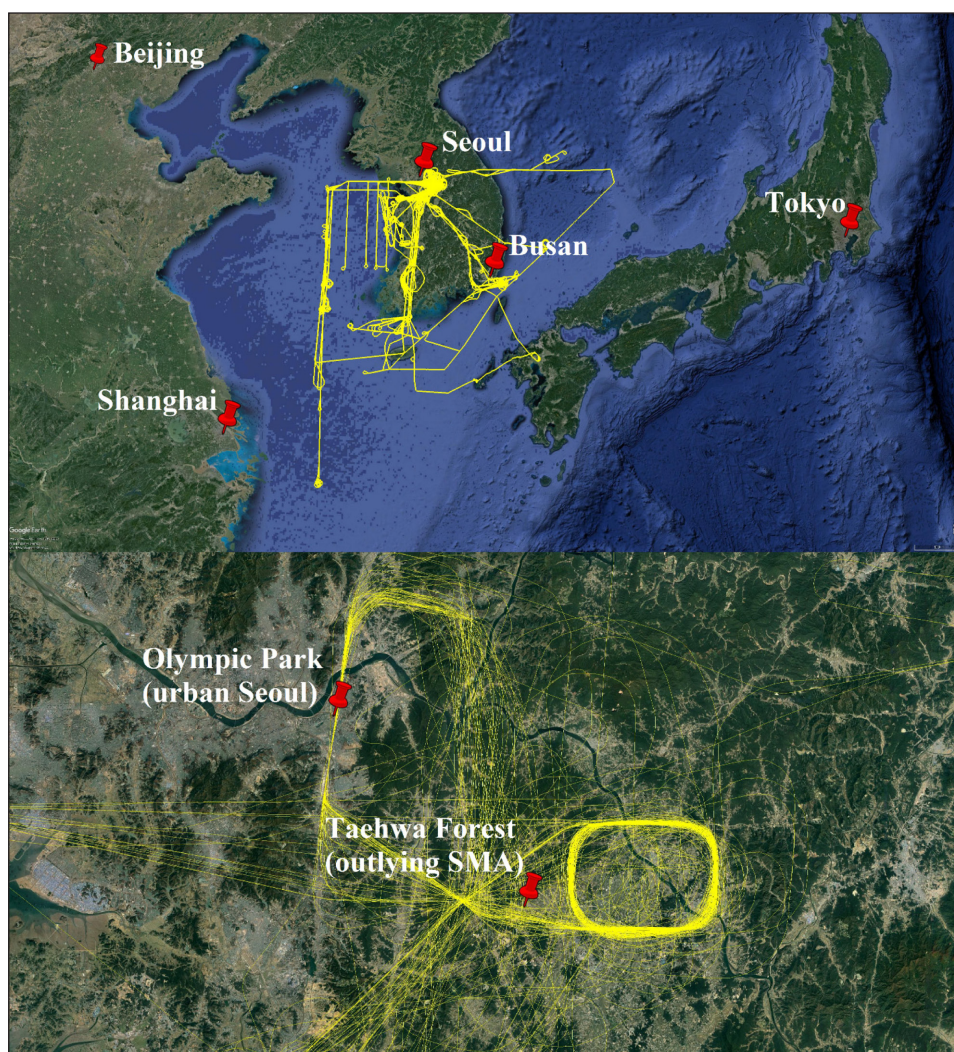 Beijing
Seoul
Tokyo
Busan
Shanghai
Google Earth
Olympic Park
(urban Seoul)
Taehwa Forest
(outlying SMA)